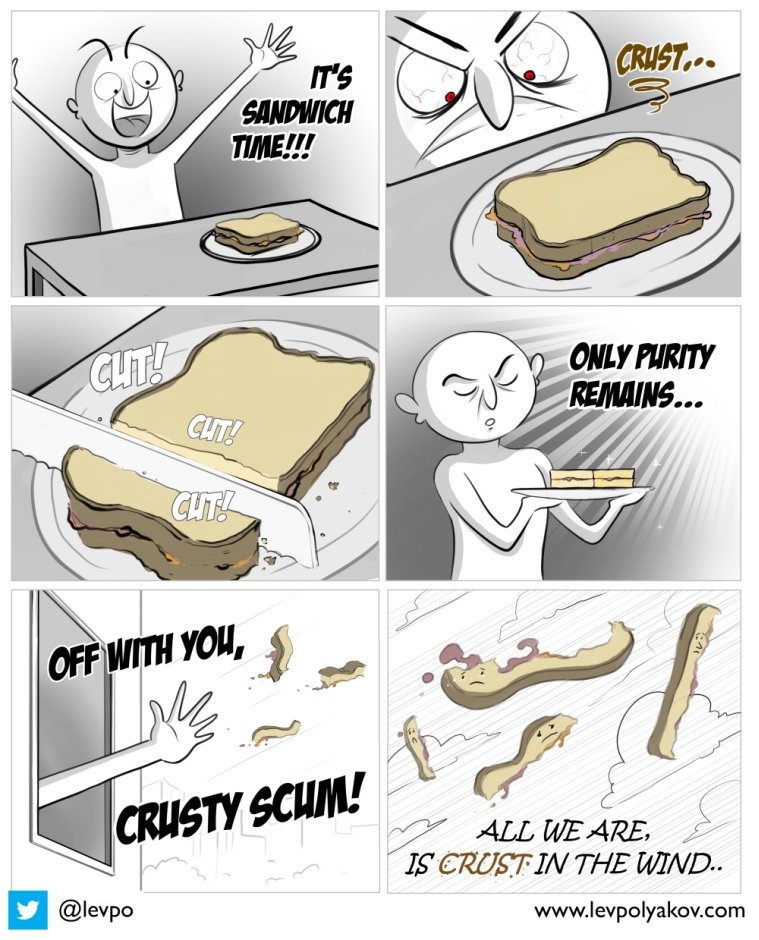 IT'S
SANDWICH
TIME!!!
CRUST...
CUT!
CUT!
CUT!
ONLY PURITY
REMAINS...
OFF WITH YOU,
CRUSTY SCUM!
ALL WE ARE,
IS CRUST IN THE WIND..
@levpo
www.levpolyakov.com